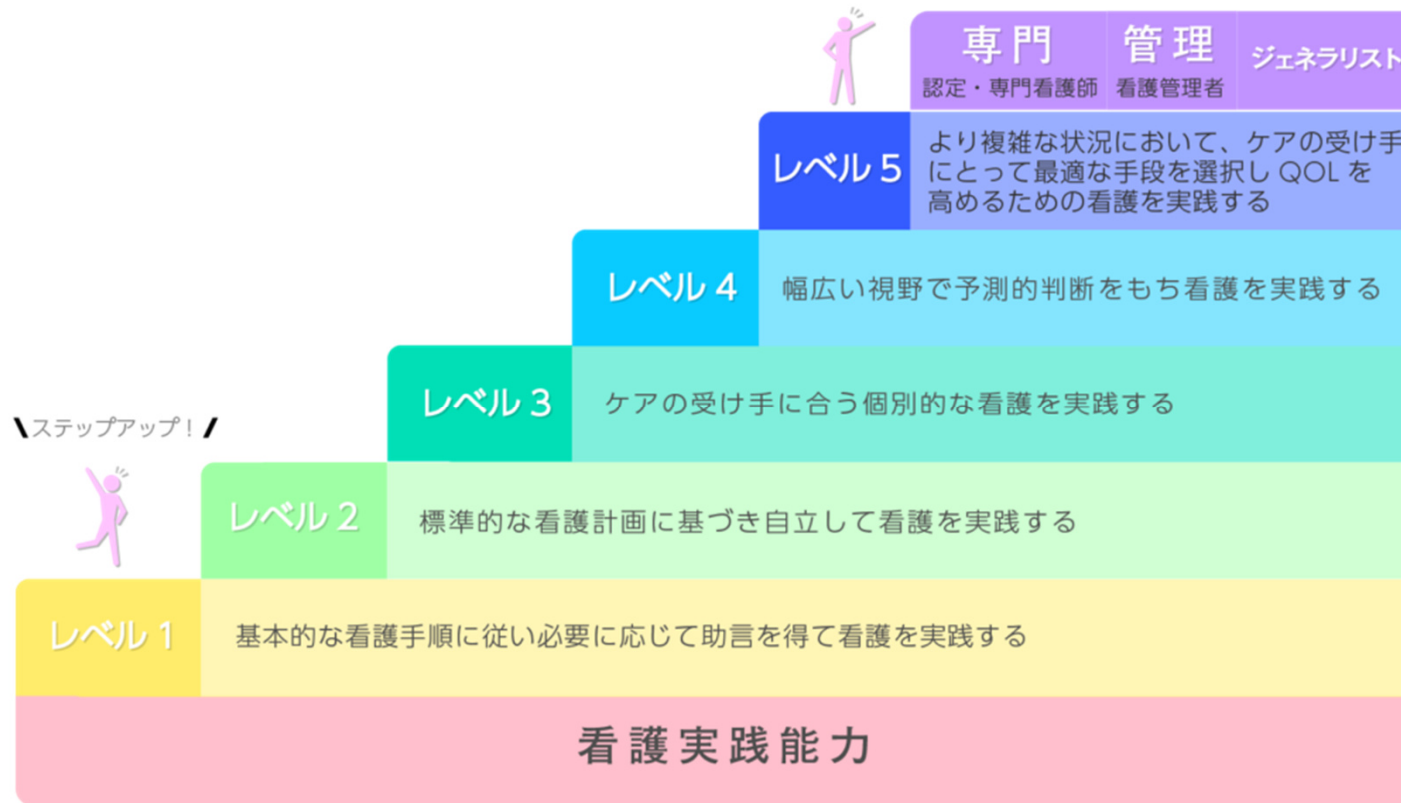 専門 管理 ジェネラリスト
認定・専門看護師 看護管理者
レベル 5
より複雑な状況において、ケアの受け手
にとって最適な手段を選択し QOL を
高めるための看護を実践する
レベル 4
幅広い視野で予測的判断をもち看護を実践する
レベル 3
ケアの受け手に合う個別的な看護を実践する
\ステップアップ！/
レベル 2
標準的な看護計画に基づき自立して看護を実践する
レベル 1
基本的な看護手順に従い必要に応じて助言を得て看護を実践する
看護実践能力